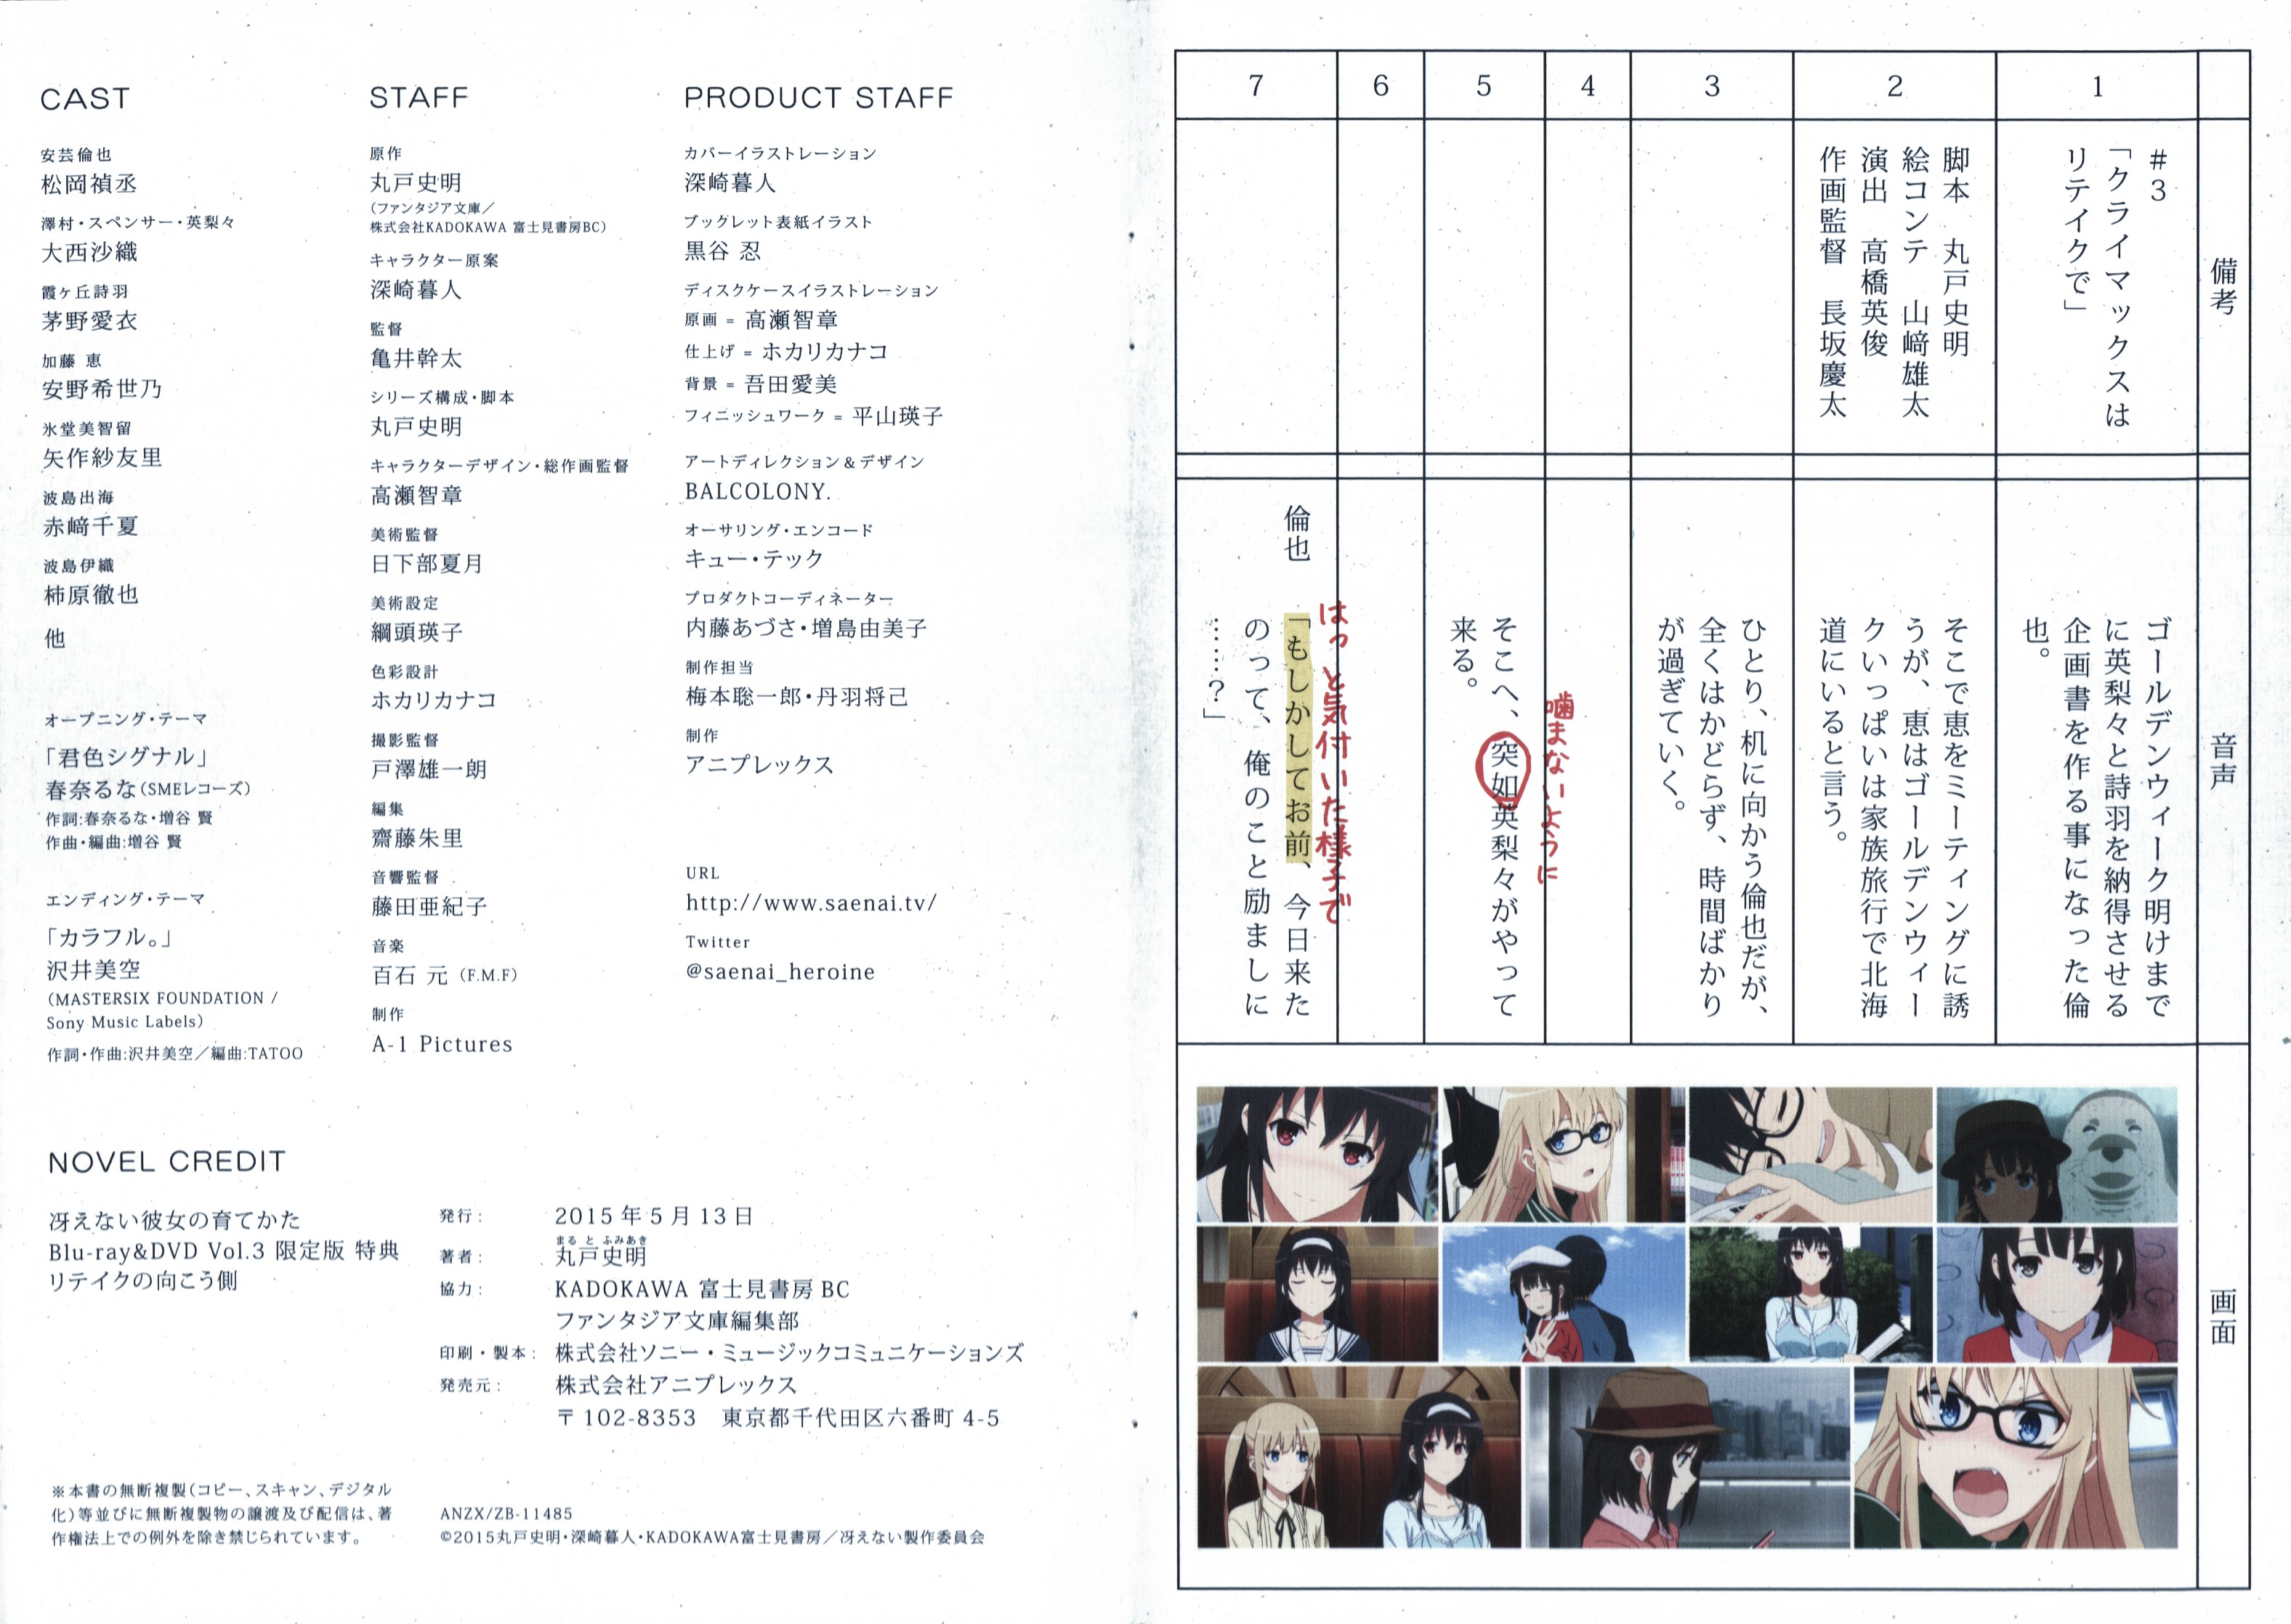 CAST
安芸倫也
松岡禎丞
澤村・スペンサー・英梨々
大西沙織
霞ヶ丘詩羽
茅野愛衣
加藤 恵
安野希世乃
氷堂美智留
矢作紗友里
波島出海
赤﨑千夏
波島伊織
柿原徹也
他
オープニング・テーマ
「君色シグナル」
春奈るな(SMEレコーズ)
作詞:春奈るな・増谷 賢
作曲・編曲:増谷 賢
エンディング・テーマ
「カラフル。」
沢井美空
(MASTERSIX FOUNDATION /
Sony Music Labels)
作詞・作曲:沢井美空／編曲:TATOO
STAFF
原作
丸戸史明
(ファンタジア文庫／
株式会社KADOKAWA 富士見書房BC)
キャラクター原案
深崎暮人
監督
亀井幹太
シリーズ構成・脚本
丸戸史明
キャラクターデザイン・総作画監督
高瀬智章
美術監督
日下部夏月
美術設定
綱頭瑛子
色彩設計
ホカリカナコ
撮影監督
戸澤雄一朗
編集
齋藤朱里
音響監督
藤田亜紀子
音楽
百石 元 (F.M.F)
制作
A-1 Pictures
PRODUCT STAFF
カバーイラストレーション
深崎暮人
ブックレット表紙イラスト
黒谷 忍
ディスクケースイラストレーション
原画 = 高瀬智章
仕上げ = ホカリカナコ
背景 = 吾田愛美
フィニッシュワーク = 平山瑛子
アートディレクション＆デザイン
BALCOLONY.
オーサリング・エンコード
キュー・テック
プロダクトコーディネーター
内藤あづさ・増島由美子
制作担当
梅本聡一郎・丹羽将己
制作
アニプレックス
URL
http://www.saenai.tv/
Twitter
@saenai_heroine
NOVEL CREDIT
冴えない彼女の育てかた
Blu-ray&DVD Vol.3 限定版 特典
リテイクの向こう側
発行: 2015年5月13日
まるとふみあき
著者: 丸戸史明
協力: KADOKAWA 富士見書房BC
ファンタジア文庫編集部
印刷・製本: 株式会社ソニー・ミュージックコミュニケーションズ
発売元: 株式会社アニプレックス
〒102-8353 東京都千代田区六番町 4-5
※本書の無断複製(コピー、スキャン、デジタル
化)等並びに無断複製物の譲渡及び配信は、著
作権法上での例外を除き禁じられています。
ANZX/ZB-11485
©2015丸戸史明・深崎暮人・KADOKAWA富士見書房／冴えない製作委員会
備考
音声
画面
1
#3
「クライマックスは
リテイクで」
ゴールデンウィーク明けまで
に英梨々と詩羽を納得させる
企画書を作る事になった倫
也。
2
脚本 丸戸史明
絵コンテ 山﨑雄太
演出 高橋英俊
作画監督 長坂慶太
そこで恵をミーティングに誘
うが、恵はゴールデンウィー
クいっぱいは家族旅行で北海
道にいると言う。
3
ひとり、机に向かう倫也だが、
全くはかどらず、時間ばかり
が過ぎていく。
4
噛まないように
5
そこへ、突如英梨々がやって
来る。
6
はっと気付いた様子で
7
倫也
「もしかしてお前、今日来た
のって、俺のこと励ましに
……？」